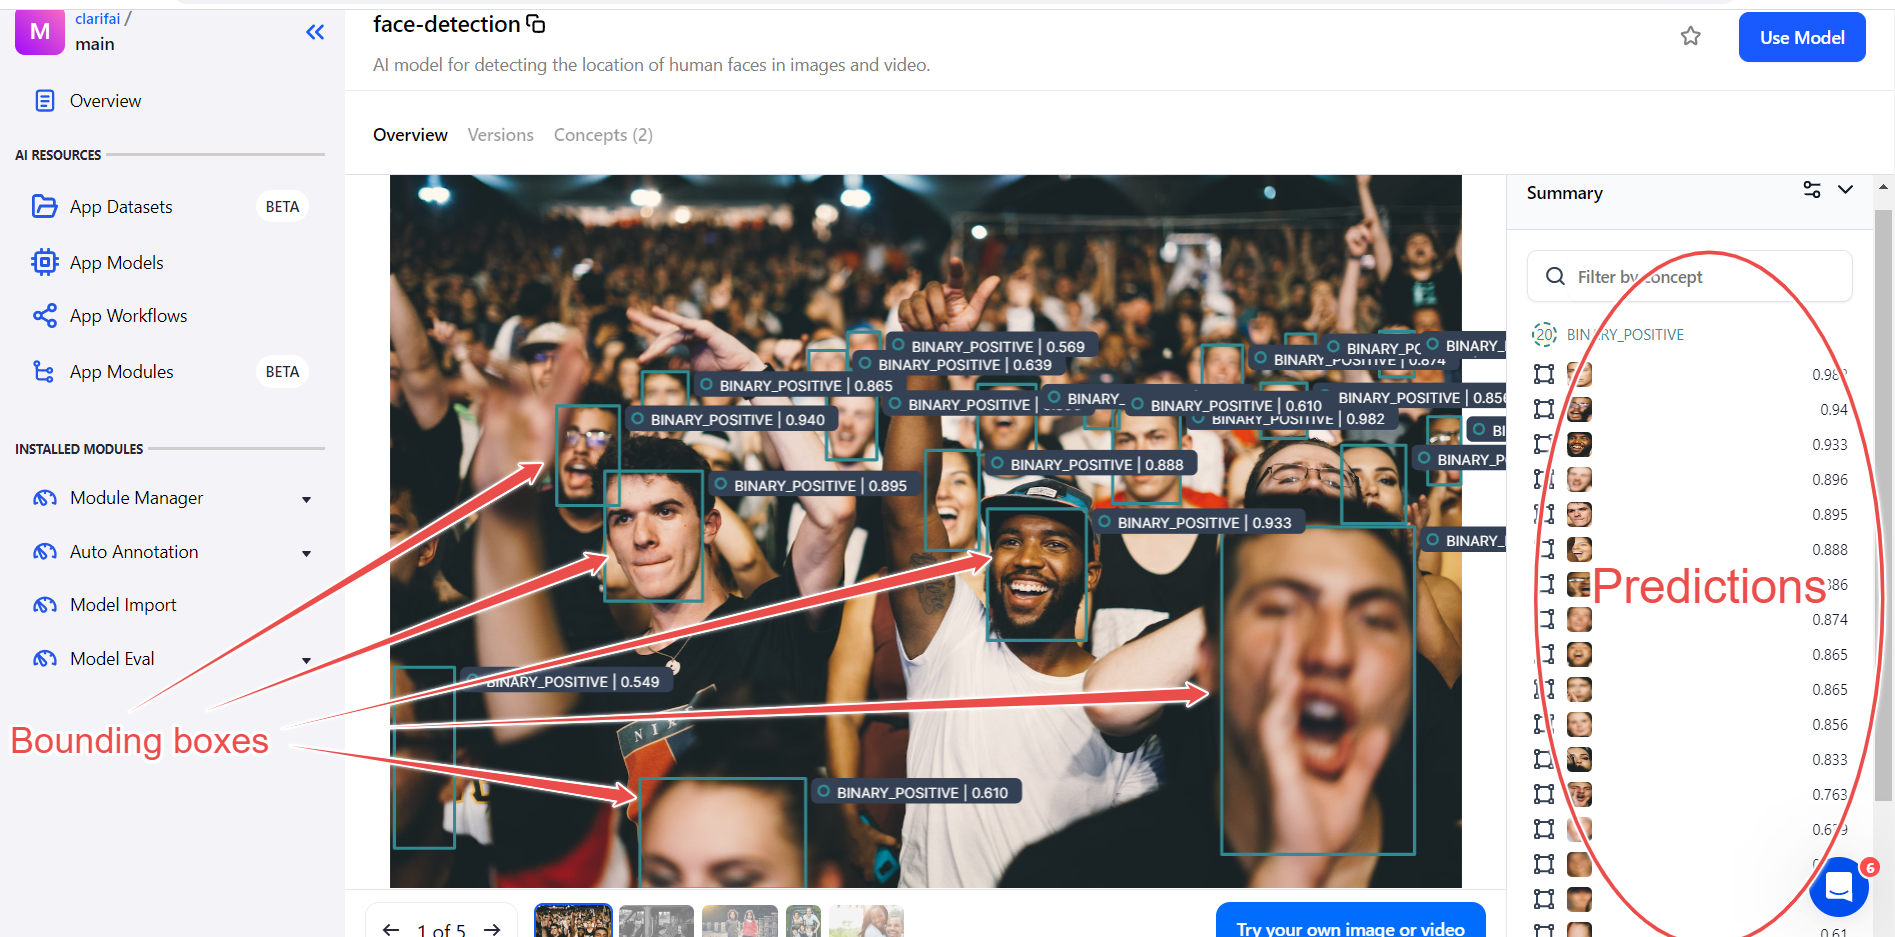 M
clarifai /
main
Overview
AI RESOURCES
App Datasets BETA
App Models
App Workflows
App Modules BETA
INSTALLED MODULES
Module Manager
Auto Annotation
Model Import
Model Eval
Bounding boxes
face-detection
AI model for detecting the location of human faces in images and video.
Use Model
Overview Versions Concepts (2)
BINARY_POSITIVE | 0.569
BINARY_POSITIVE | 0.639
BINARY_POSITIVE | 0.865
BINARY_POSITIVE | 0.940
BINARY_POSITIVE |
BINARY_
BINARY_POSITIVE | 0.610
BINARY_POSITIVE | 0.982
BINARY_POSITIVE | 0.874
BINARY_PO
BINARY_
BINARY_POSITIVE | 0.856
BI
BINARY_P
BINARY_POSITIVE | 0.888
BINARY_POSITIVE | 0.895
BINARY_POSITIVE | 0.933
BINARY_
BINARY_POSITIVE | 0.549
NIK
BINARY_POSITIVE | 0.610
1 of 5
Try your own image or video
Summary
Filter by concept
20 BINARY_POSITIVE
0.982
0.94
0.933
0.896
0.895
0.888
Predictions
0.874
0.865
0.865
0.856
0.833
0.763
0.639
6
0.61